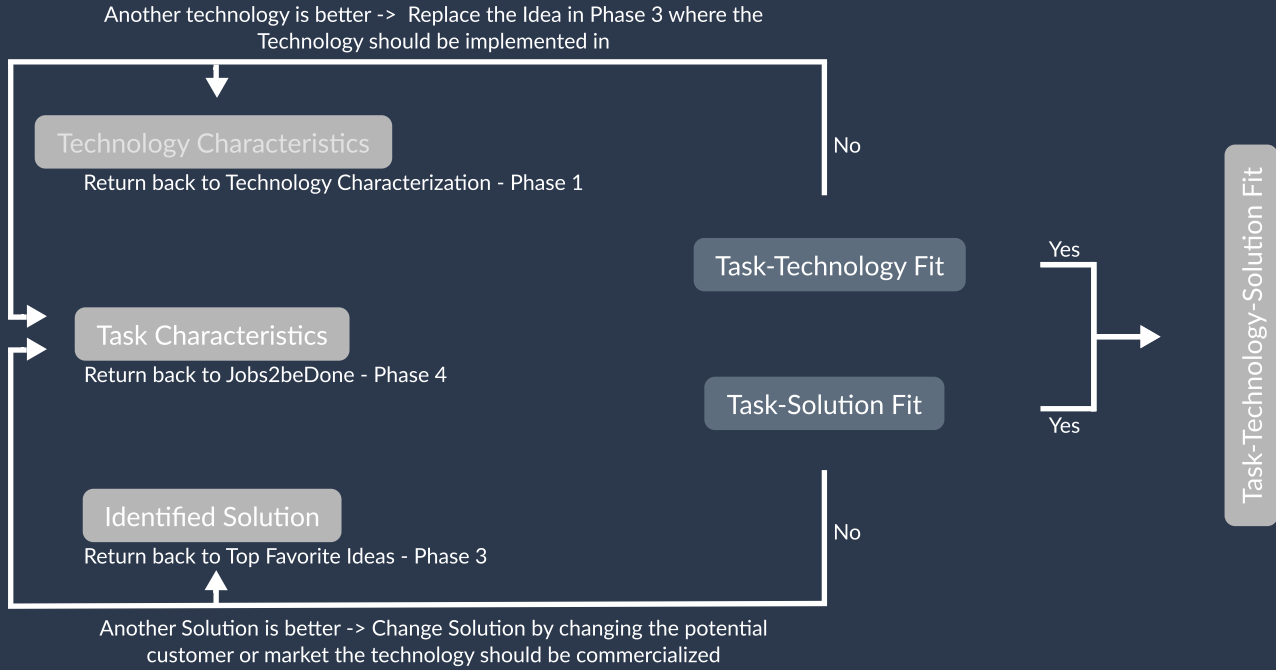 Another technology is better -> Replace the Idea in Phase 3 where the
Technology should be implemented in
Technology Characteristics
Return back to Technology Characterization - Phase 1
No
Task-Technology Fit
Yes
Task Characteristics
Return back to Jobs2beDone - Phase 4
Task-Solution Fit
Yes
Task-Technology-Solution Fit
Identified Solution
Return back to Top Favorite Ideas - Phase 3
No
Another Solution is better -> Change Solution by changing the potential
customer or market the technology should be commercialized